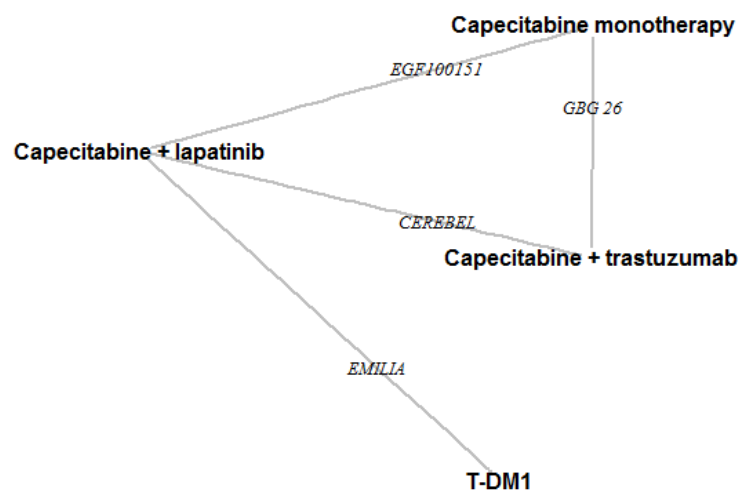 Capecitabine monotherapy
EGF100151
GBG 26
Capecitabine + lapatinib
CEREBEL
Capecitabine + trastuzumab
EMILIA
T-DM1